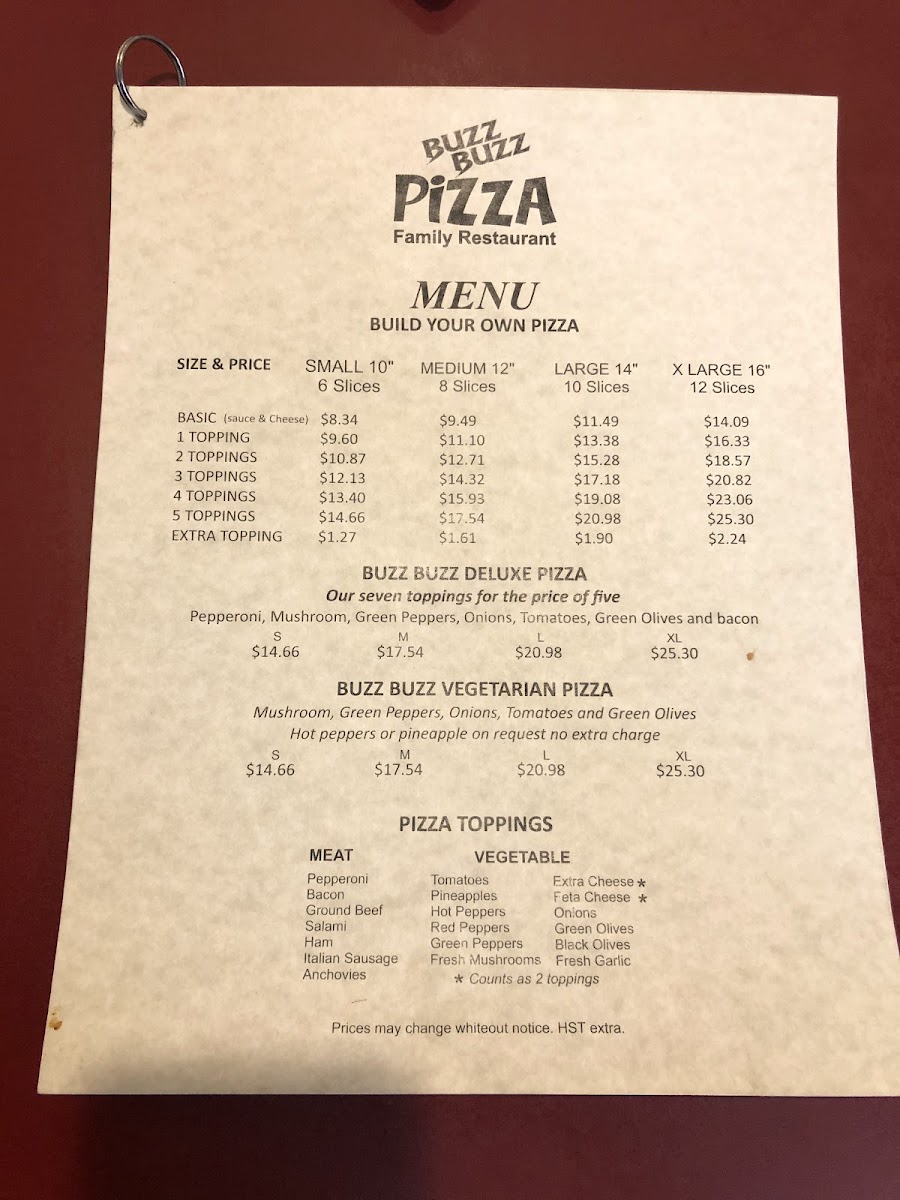 BUZZ
BUZZ
PiZZA
Family Restaurant
MENU
BUILD YOUR OWN PIZZA
SIZE & PRICE SMALL 10" MEDIUM 12" LARGE 14" X LARGE 16"
6 Slices 8 Slices 10 Slices 12 Slices
BASIC (sauce & Cheese) $8.34 $9.49 $11.49 $14.09
1 TOPPING $9.60 $11.10 $13.38 $16.33
2 TOPPINGS $10.87 $12.71 $15.28 $18.57
3 TOPPINGS $12.13 $14.32 $17.18 $20.82
4 TOPPINGS $13.40 $15.93 $19.08 $23.06
5 TOPPINGS $14.66 $17.54 $20.98 $25.30
EXTRA TOPPING $1.27 $1.61 $1.90 $2.24
BUZZ BUZZ DELUXE PIZZA
Our seven toppings for the price of five
Pepperoni, Mushroom, Green Peppers, Onions, Tomatoes, Green Olives and bacon
S M L XL
$14.66 $17.54 $20.98 $25.30
BUZZ BUZZ VEGETARIAN PIZZA
Mushroom, Green Peppers, Onions, Tomatoes and Green Olives
Hot peppers or pineapple on request no extra charge
S M L XL
$14.66 $17.54 $20.98 $25.30
PIZZA TOPPINGS
MEAT VEGETABLE
Pepperoni Tomatoes Extra Cheese *
Bacon Pineapples Feta Cheese *
Ground Beef Hot Peppers Onions
Salami Red Peppers Green Olives
Ham Green Peppers Black Olives
Italian Sausage Fresh Mushrooms Fresh Garlic
Anchovies * Counts as 2 toppings
Prices may change whiteout notice. HST extra.